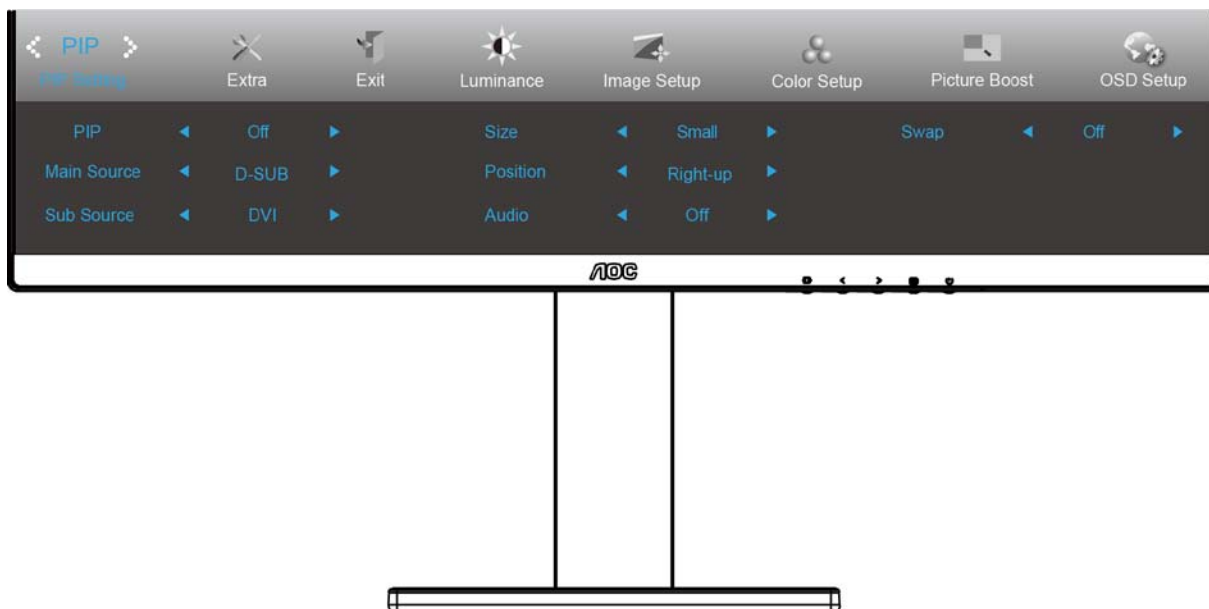 PIP
PIP Setting
Extra
Exit
Luminance
Image Setup
Color Setup
Picture Boost
OSD Setup
PIP Off Size Small Swap Off
Main Source D-SUB Position Right-up
Sub Source DVI Audio Off
AOC